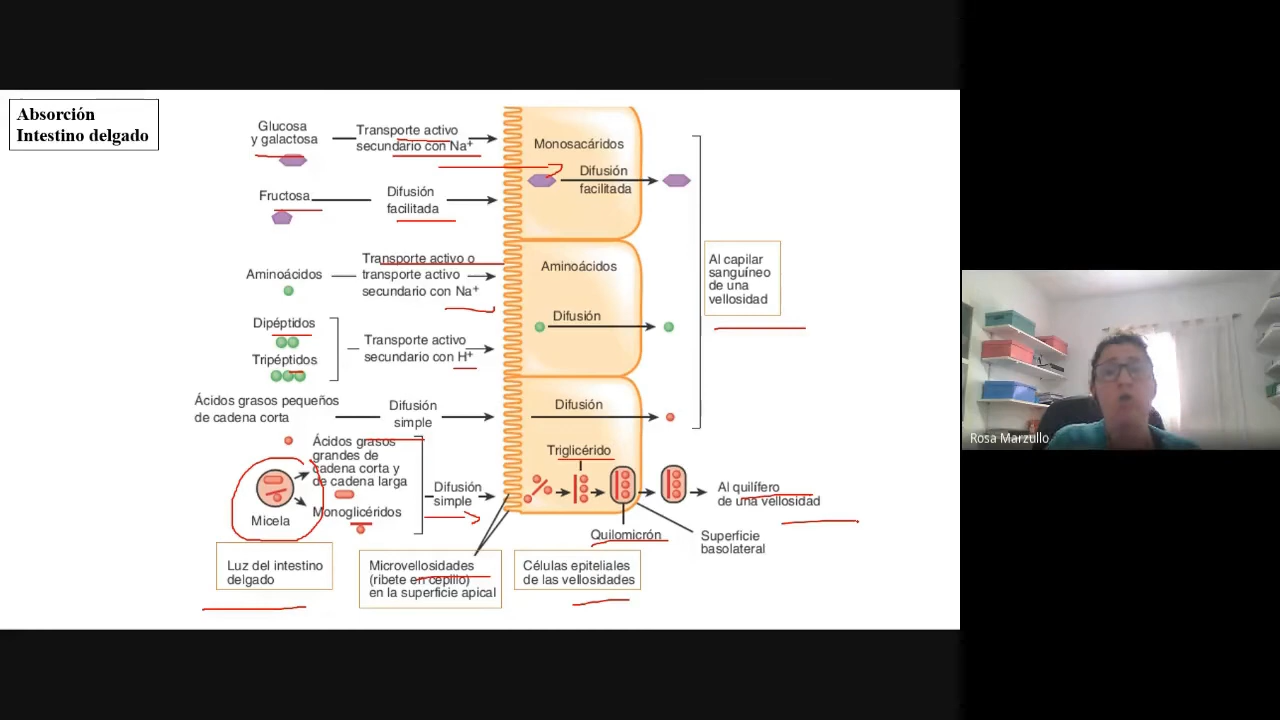 Absorción
Intestino delgado
Glucosa
y galactosa
Transporte activo
secundario con Na⁺
Monosacáridos
Difusión
facilitada
Fructosa
Difusión
facilitada
Aminoácidos
Transporte activo o
transporte activo
secundario con Na⁺
Aminoácidos
Difusión
Al capilar
sanguíneo
de una
vellosidad
Dipéptidos
Tripéptidos
Transporte activo
secundario con H⁺
Ácidos grasos pequeños
de cadena corta
Difusión
simple
Difusión
Triglicérido
Ácidos grasos
grandes de
cadena corta y
de cadena larga
Monoglicéridos
Micela
Difusión
simple
Al quilífero
de una vellosidad
Quilomicrón
Superficie
basolateral
Luz del intestino
delgado
Microvellosidades
(ribete en cepillo)
en la superficie apical
Células epiteliales
de las vellosidades
Rosa Marzullo